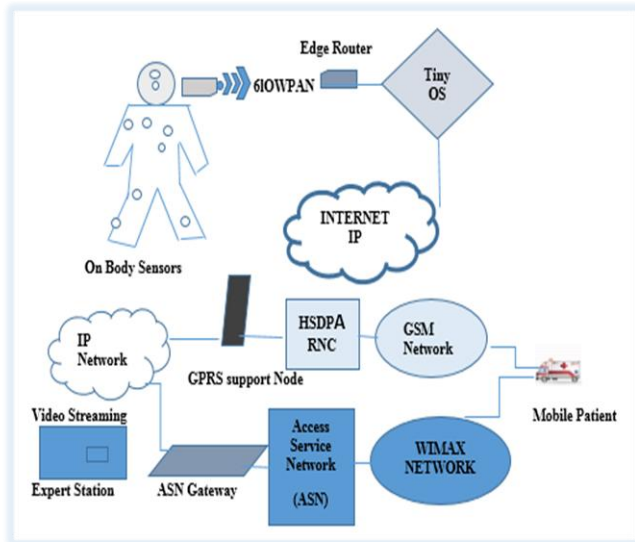 Edge Router
6lOWPAN
Tiny
OS
INTERNET
IP
On Body Sensors
IP
Network
GPRS support Node
HSDPA
RNC
GSM
Network
Mobile Patient
Video Streaming
Expert Station
ASN Gateway
Access
Service
Network
(ASN)
WIMAX
NETWORK